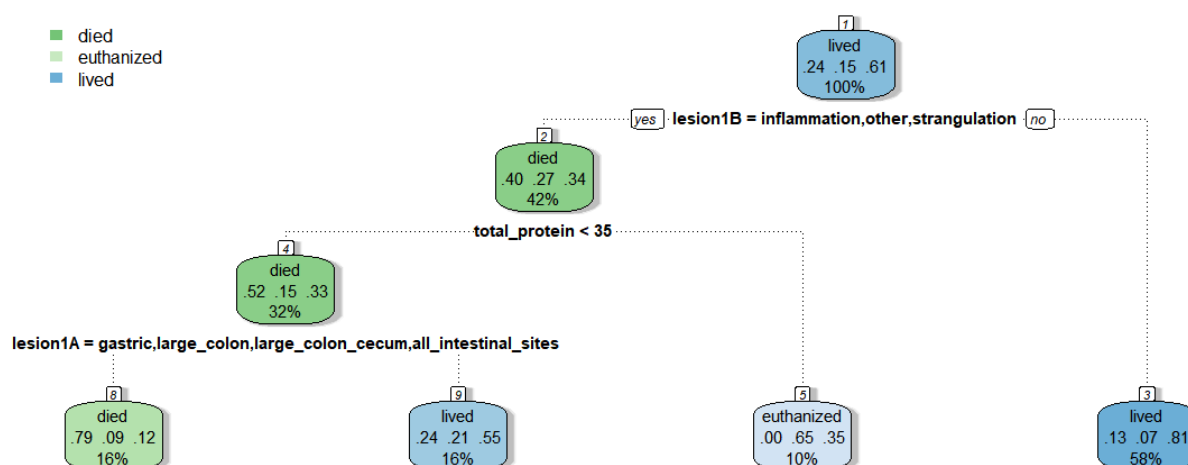 died
euthanized
lived
1
lived
.24 .15 .61
100%
yes lesion1B = inflammation,other,strangulation no
2
died
.40 .27 .34
42%
total_protein < 35
4
died
.52 .15 .33
32%
lesion1A = gastric,large_colon,large_colon_cecum,all_intestinal_sites
8
died
.79 .09 .12
16%
9
lived
.24 .21 .55
16%
5
euthanized
.00 .65 .35
10%
3
lived
.13 .07 .81
58%